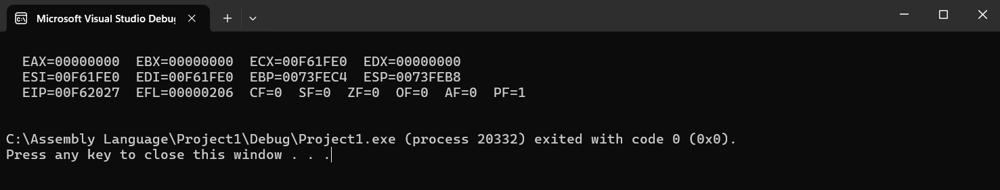 Microsoft Visual Studio Debu
EAX=00000000  EBX=00000000  ECX=00F61FE0  EDX=00000000
ESI=00F61FE0  EDI=00F61FE0  EBP=0073FEC4  ESP=0073FEB8
EIP=00F62027  EFL=00000206  CF=0  SF=0  ZF=0  OF=0  AF=0  PF=1
C:\Assembly Language\Project1\Debug\Project1.exe (process 20332) exited with code 0 (0x0).
Press any key to close this window . . .